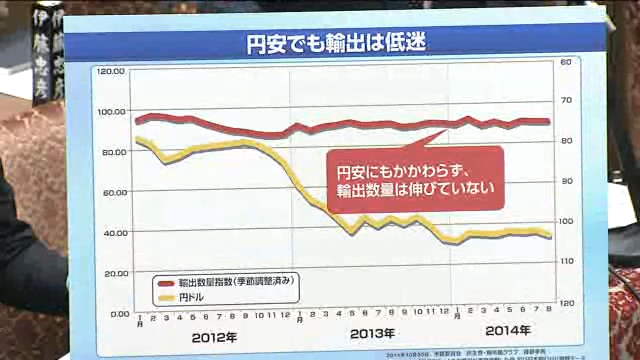 伊藤忠彦
円安でも輸出は低迷
120.00
100.00
80.00
60.00
40.00
20.00
0.00
60
70
80
90
100
110
120
円安にもかかわらず、
輸出数量は伸びていない
輸出数量指数(季節調整済み)
円ドル
1 2 3 4 5 6 7 8 9 10 11 12 1 2 3 4 5 6 7 8 9 10 11 12 1 2 3 4 5 6 7 8
月 月 月
2012年 2013年 2014年